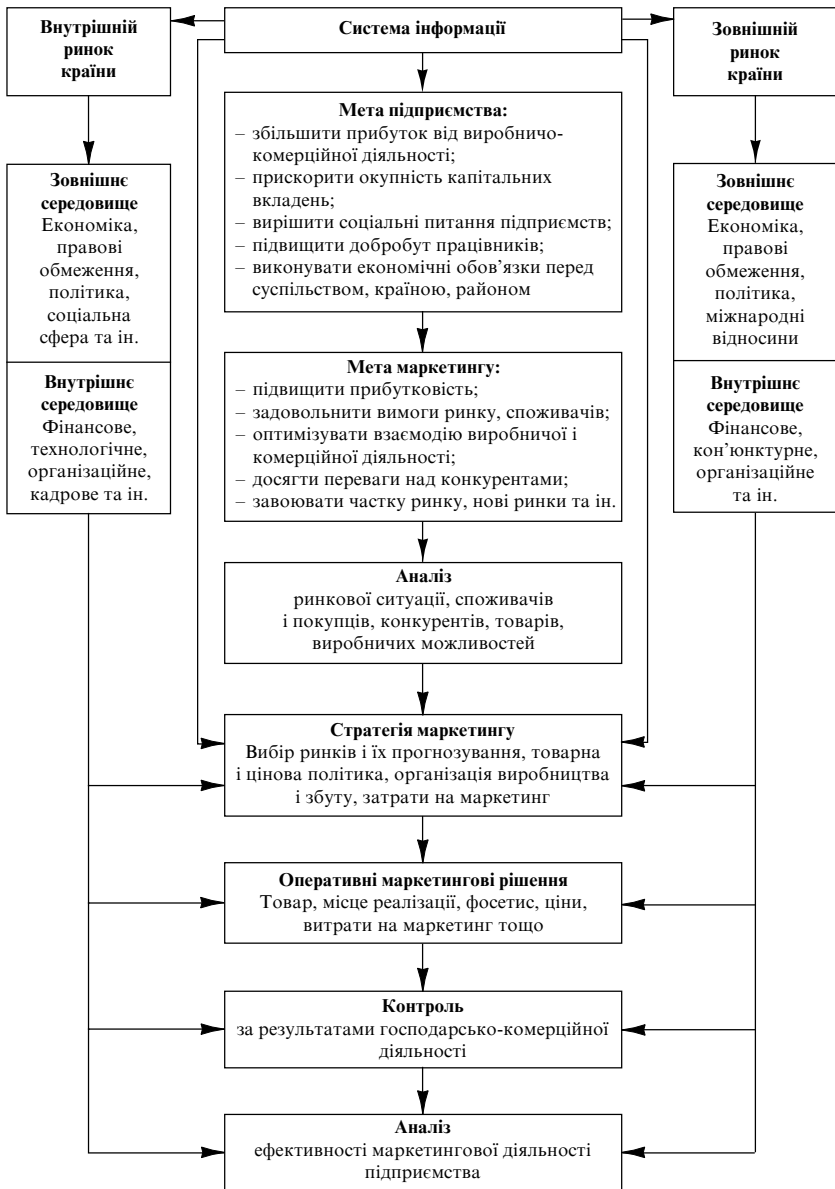 Внутрішній
ринок
країни
Система інформації
Зовнішній
ринок
країни
Мета підприємства:
– збільшити прибуток від виробничо-
комерційної діяльності;
– прискорити окупність капітальних
вкладень;
– вирішити соціальні питання підприємств;
– підвищити добробут працівників;
– виконувати економічні обов’язки перед
суспільством, країною, районом
Зовнішнє
середовище
Економіка,
правові
обмеження,
політика,
соціальна
сфера та ін.
Внутрішнє
середовище
Фінансове,
технологічне,
організаційне,
кадрове та ін.
Зовнішнє
середовище
Економіка,
правові
обмеження,
політика,
міжнародні
відносини
Внутрішнє
середовище
Фінансове,
кон’юнктурне,
організаційне
та ін.
Мета маркетингу:
– підвищити прибутковість;
– задовольнити вимоги ринку, споживачів;
– оптимізувати взаємодію виробничої і
комерційної діяльності;
– досягти переваги над конкурентами;
– завоювати частку ринку, нові ринки та ін.
Аналіз
ринкової ситуації, споживачів
і покупців, конкурентів, товарів,
виробничих можливостей
Стратегія маркетингу
Вибір ринків і їх прогнозування, товарна
і цінова політика, організація виробництва
і збуту, затрати на маркетинг
Оперативні маркетингові рішення
Товар, місце реалізації, фосетис, ціни,
витрати на маркетинг тощо
Контроль
за результатами господарсько-комерційної
діяльності
Аналіз
ефективності маркетингової діяльності
підприємства